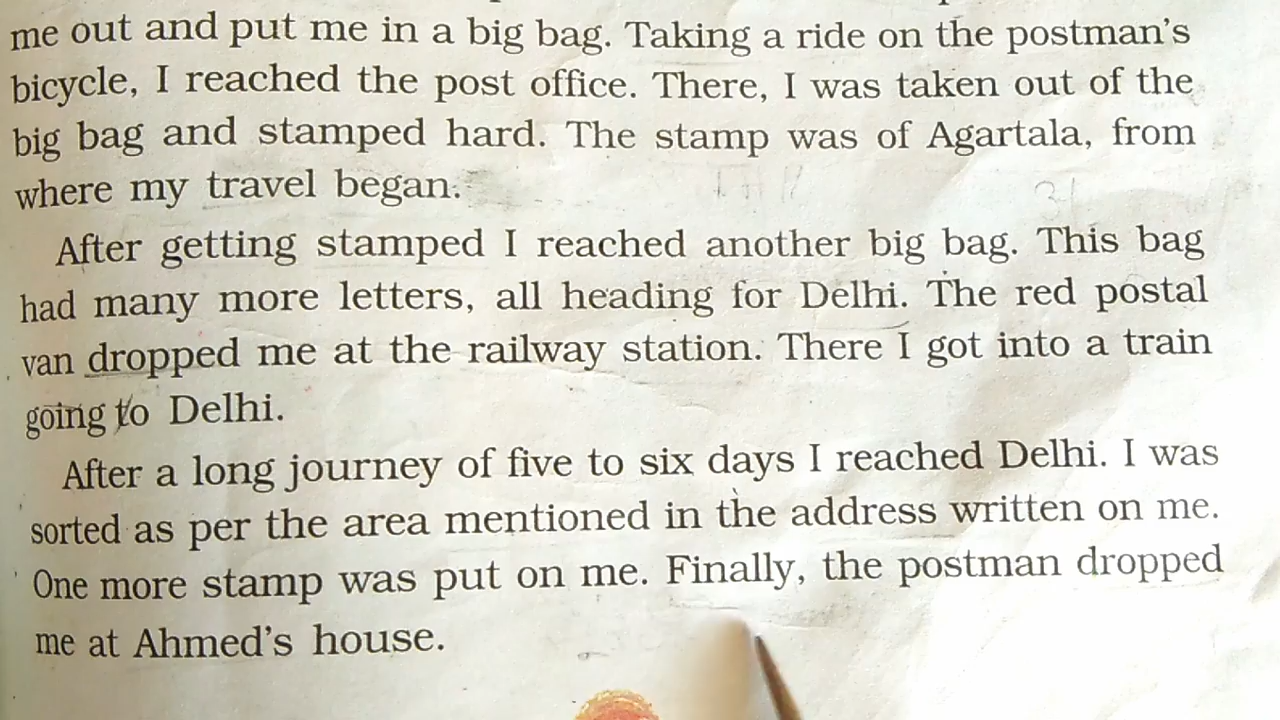 me out and put me in a big bag. Taking a ride on the postman's
bicycle, I reached the post office. There, I was taken out of the
big bag and stamped hard. The stamp was of Agartala, from
where my travel began.
After getting stamped I reached another big bag. This bag
had many more letters, all heading for Delhi. The red postal
van dropped me at the railway station. There I got into a train
going to Delhi.
After a long journey of five to six days I reached Delhi. I was
sorted as per the area mentioned in the address written on me.
One more stamp was put on me. Finally, the postman dropped
me at Ahmed's house.